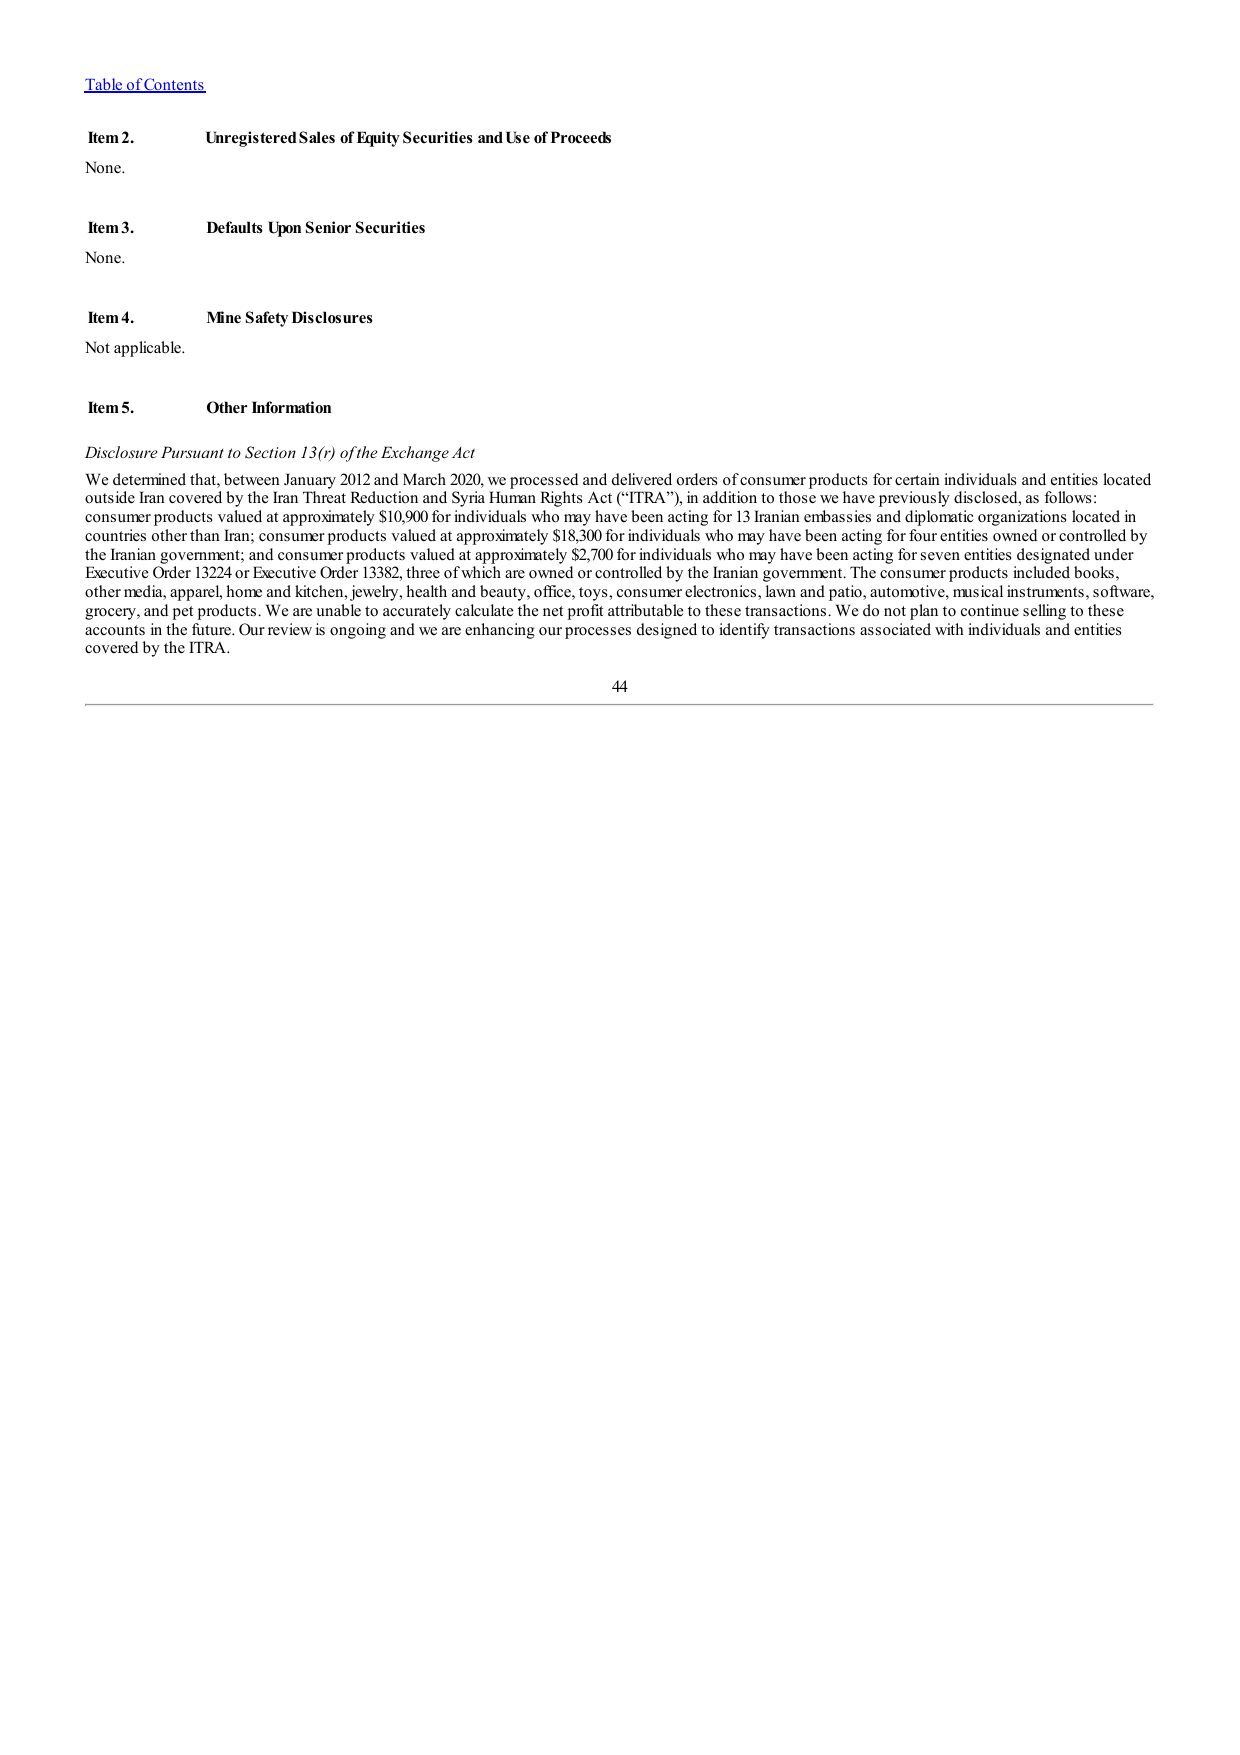 Table of Contents
Item 2. Unregistered Sales of Equity Securities and Use of Proceeds
None.
Item 3. Defaults Upon Senior Securities
None.
Item 4. Mine Safety Disclosures
Not applicable.
Item 5. Other Information
Disclosure Pursuant to Section 13(r) of the Exchange Act
We determined that, between January 2012 and March 2020, we processed and delivered orders of consumer products for certain individuals and entities located
outside Iran covered by the Iran Threat Reduction and Syria Human Rights Act (“ITRA”), in addition to those we have previously disclosed, as follows:
consumer products valued at approximately $10,900 for individuals who may have been acting for 13 Iranian embassies and diplomatic organizations located in
countries other than Iran; consumer products valued at approximately $18,300 for individuals who may have been acting for four entities owned or controlled by
the Iranian government; and consumer products valued at approximately $2,700 for individuals who may have been acting for seven entities designated under
Executive Order 13224 or Executive Order 13382, three of which are owned or controlled by the Iranian government. The consumer products included books,
other media, apparel, home and kitchen, jewelry, health and beauty, office, toys, consumer electronics, lawn and patio, automotive, musical instruments, software,
grocery, and pet products. We are unable to accurately calculate the net profit attributable to these transactions. We do not plan to continue selling to these
accounts in the future. Our review is ongoing and we are enhancing our processes designed to identify transactions associated with individuals and entities
covered by the ITRA.
44